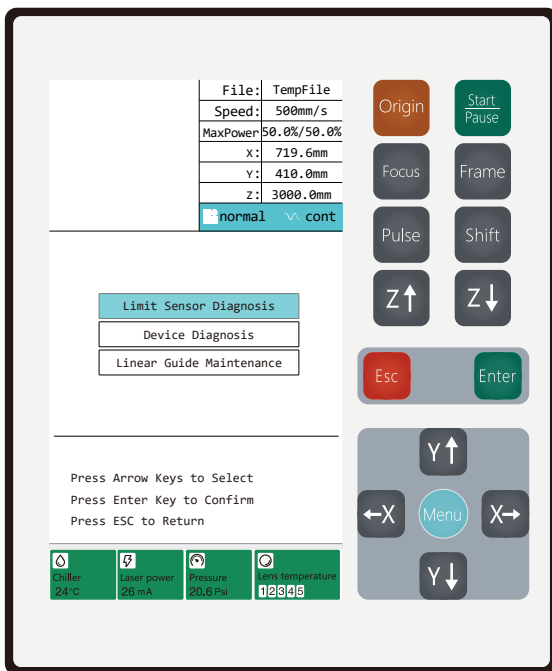 File: TempFile
Speed: 500mm/s
MaxPower 50.0%/50.0%
X: 719.6mm
Y: 410.0mm
Z: 3000.0mm
normal cont
Limit Sensor Diagnosis
Device Diagnosis
Linear Guide Maintenance
Press Arrow Keys to Select
Press Enter Key to Confirm
Press ESC to Return
Chiller
24°C
Laser power
26 mA
Pressure
20.6 Psi
Lens temperature
1 2 3 4 5
Origin
Start
Pause
Focus
Frame
Pulse
Shift
Z↑
Z↓
Esc
Enter
Y↑
←X
Menu
X→
Y↓